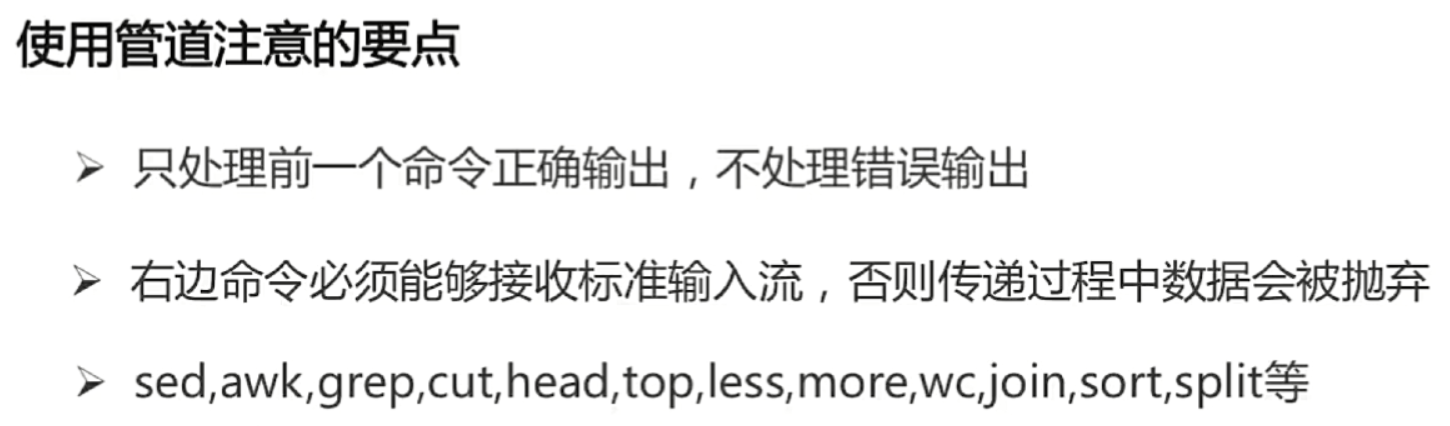 使用管道注意的要点
➢ 只处理前一个命令正确输出，不处理错误输出
➢ 右边命令必须能够接收标准输入流，否则传递过程中数据会被抛弃
➢ sed,awk,grep,cut,head,top,less,more,wc,join,sort,split等